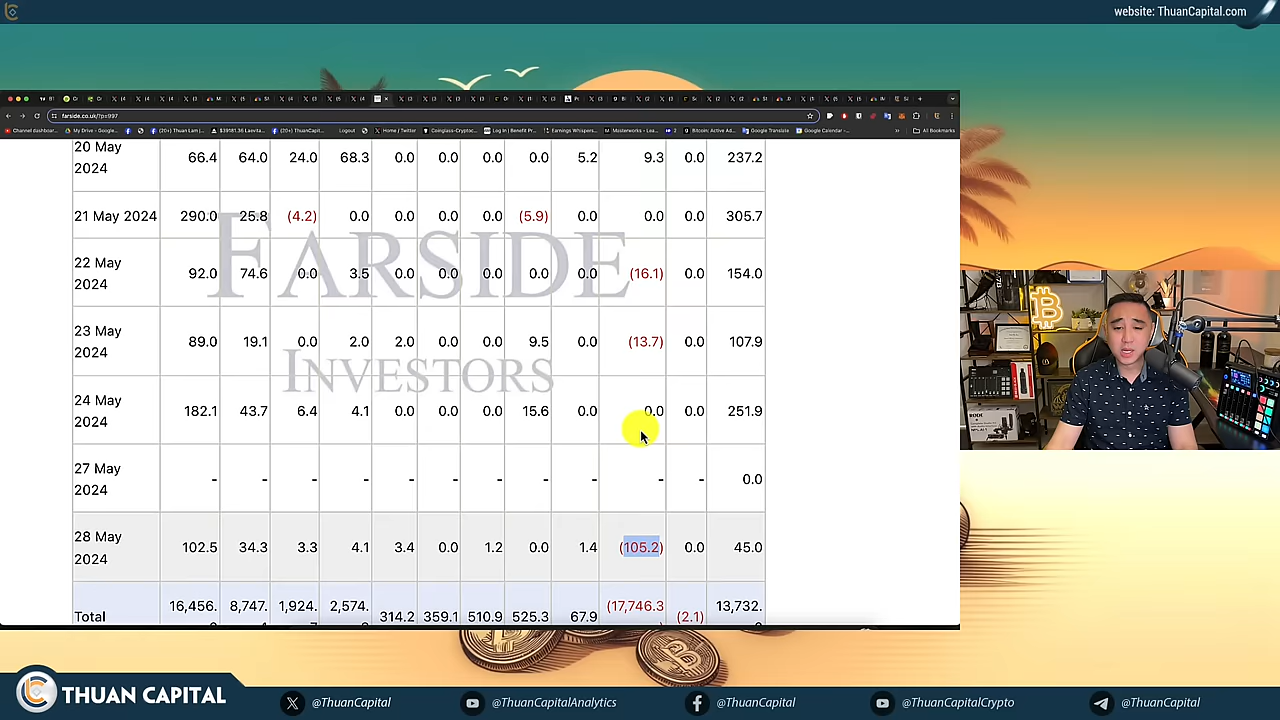 website: ThuanCapital.com
farside.co.uk/?p=997
20 May 2024 66.4 64.0 24.0 68.3 0.0 0.0 0.0 0.0 5.2 9.3 0.0 237.2
21 May 2024 290.0 25.8 (4.2) 0.0 0.0 0.0 0.0 (5.9) 0.0 0.0 0.0 305.7
22 May 2024 92.0 74.6 0.0 3.5 0.0 0.0 0.0 0.0 0.0 (16.1) 0.0 154.0
23 May 2024 89.0 19.1 0.0 2.0 2.0 0.0 0.0 9.5 0.0 (13.7) 0.0 107.9
24 May 2024 182.1 43.7 6.4 4.1 0.0 0.0 0.0 15.6 0.0 0.0 0.0 251.9
27 May 2024 - - - - - - - - - - - 0.0
28 May 2024 102.5 34.3 3.3 4.1 3.4 0.0 1.2 0.0 1.4 (105.2) 0.0 45.0
Total 16,456. 8,747. 1,924. 2,574. 314.2 359.1 510.9 525.3 67.9 (17,746.3 (2.1) 13,732.
FARSIDE
INVESTORS
THUAN CAPITAL
@ThuanCapital
@ThuanCapitalAnalytics
@ThuanCapital
@ThuanCapitalCrypto
@ThuanCapital